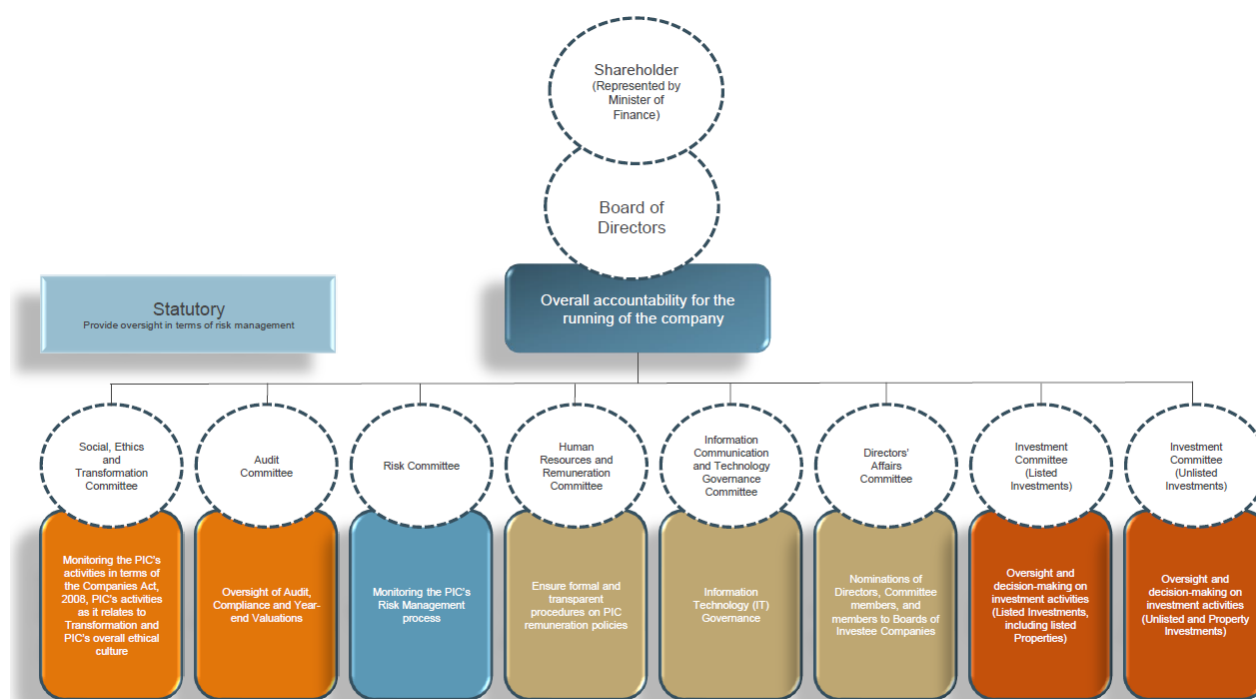 Shareholder
(Represented by
Minister of
Finance)
Board of
Directors
Overall accountability for the
running of the company
Statutory
Provide oversight in terms of risk management
Social, Ethics
and
Transformation
Committee
Audit
Committee
Risk Committee
Human
Resources and
Remuneration
Committee
Information
Communication
and Technology
Governance
Committee
Directors'
Affairs
Committee
Investment
Committee
(Listed
Investments)
Investment
Committee
(Unlisted
Investments)
Monitoring the PIC's
activities in terms of
the Companies Act,
2008, PIC's activities
as it relates to
Transformation and
PIC's overall ethical
culture
Oversight of Audit,
Compliance and Year-
end Valuations
Monitoring the PIC's
Risk Management
process
Ensure formal and
transparent
procedures on PIC
remuneration policies
Information
Technology (IT)
Governance
Nominations of
Directors, Committee
members, and
members to Boards of
Investee Companies
Oversight and
decision-making on
investment activities
(Listed Investments,
including listed
Properties)
Oversight and
decision-making on
investment activities
(Unlisted and Property
Investments)